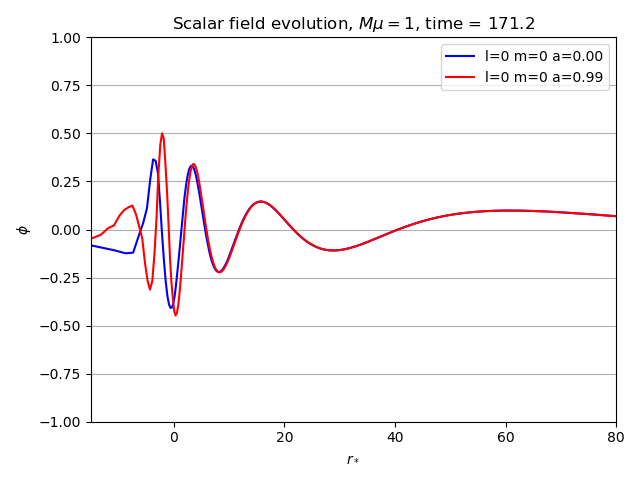 Scalar field evolution, $M\mu = 1$, time = 171.2
l=0 m=0 a=0.00
l=0 m=0 a=0.99
1.00
0.75
0.50
0.25
0.00
−0.25
−0.50
−0.75
−1.00
ϕ
0 20 40 60 80
r*